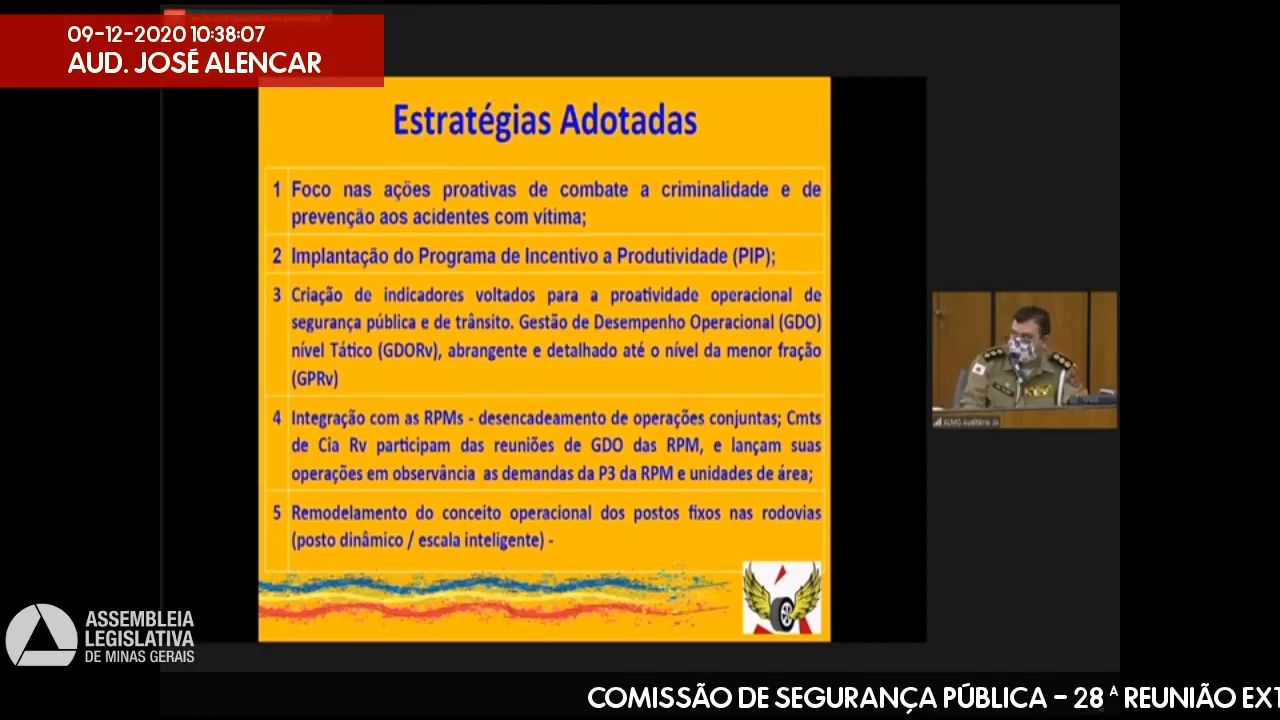 09-12-2020 10:38:07
AUD. JOSÉ ALENCAR
Estratégias Adotadas
1 Foco nas ações proativas de combate a criminalidade e de
prevenção aos acidentes com vítima;
2 Implantação do Programa de Incentivo a Produtividade (PIP);
3 Criação de indicadores voltados para a proatividade operacional de
segurança pública e de trânsito. Gestão de Desempenho Operacional (GDO)
nível Tático (GDORv), abrangente e detalhado até o nível da menor fração
(GPRv)
4 Integração com as RPMs - desencadeamento de operações conjuntas; Cmts
de Cia Rv participam das reuniões de GDO das RPM, e lançam suas
operações em observância as demandas da P3 da RPM e unidades de área;
5 Remodelamento do conceito operacional dos postos fixos nas rodovias
(posto dinâmico / escala inteligente) -
ALMG Auditório JA
ASSEMBLEIA
LEGISLATIVA
DE MINAS GERAIS
COMISSÃO DE SEGURANÇA PÚBLICA - 28ª REUNIÃO EXT